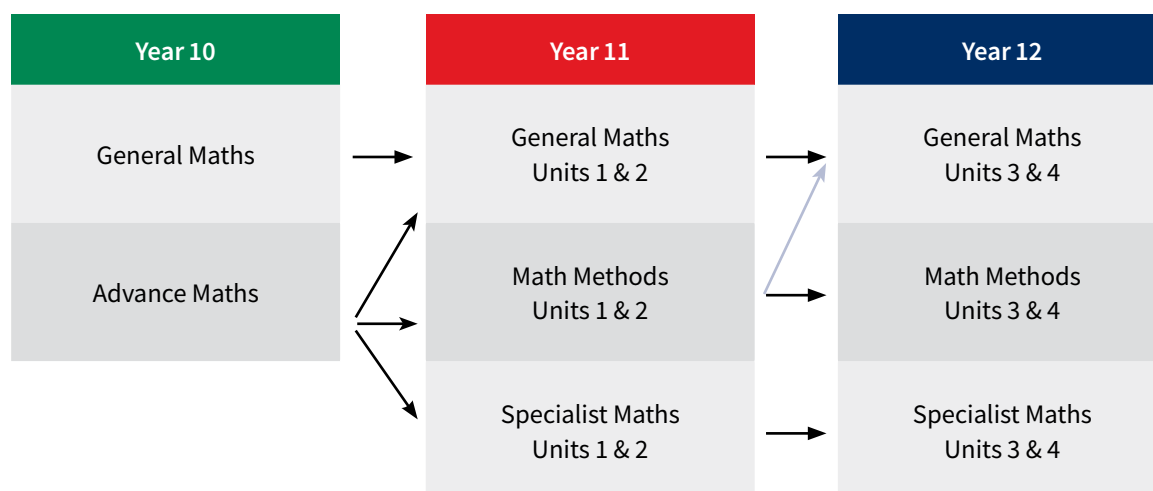 Year 10
Year 11
Year 12
General Maths
General Maths
Units 1 & 2
General Maths
Units 3 & 4
Advance Maths
Math Methods
Units 1 & 2
Math Methods
Units 3 & 4
Specialist Maths
Units 1 & 2
Specialist Maths
Units 3 & 4